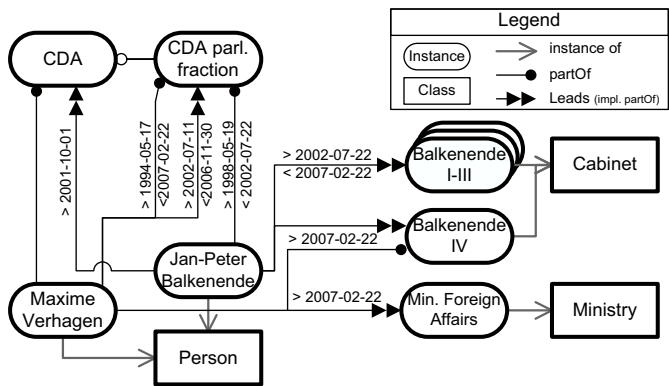 Legend
Instance
instance of
Class
partOf
Leads (impl. partOf)
CDA
CDA parl.
fraction
> 2001-10-01
> 1994-05-17
<2007-02-22
> 2002-07-11
<2006-11-30
> 1998-05-19
< 2002-07-22
> 2002-07-22
< 2007-02-22
Balkenende
I-III
Cabinet
> 2007-02-22
Balkenende
IV
Jan-Peter
Balkenende
Maxime
Verhagen
> 2007-02-22
Min. Foreign
Affairs
Ministry
Person